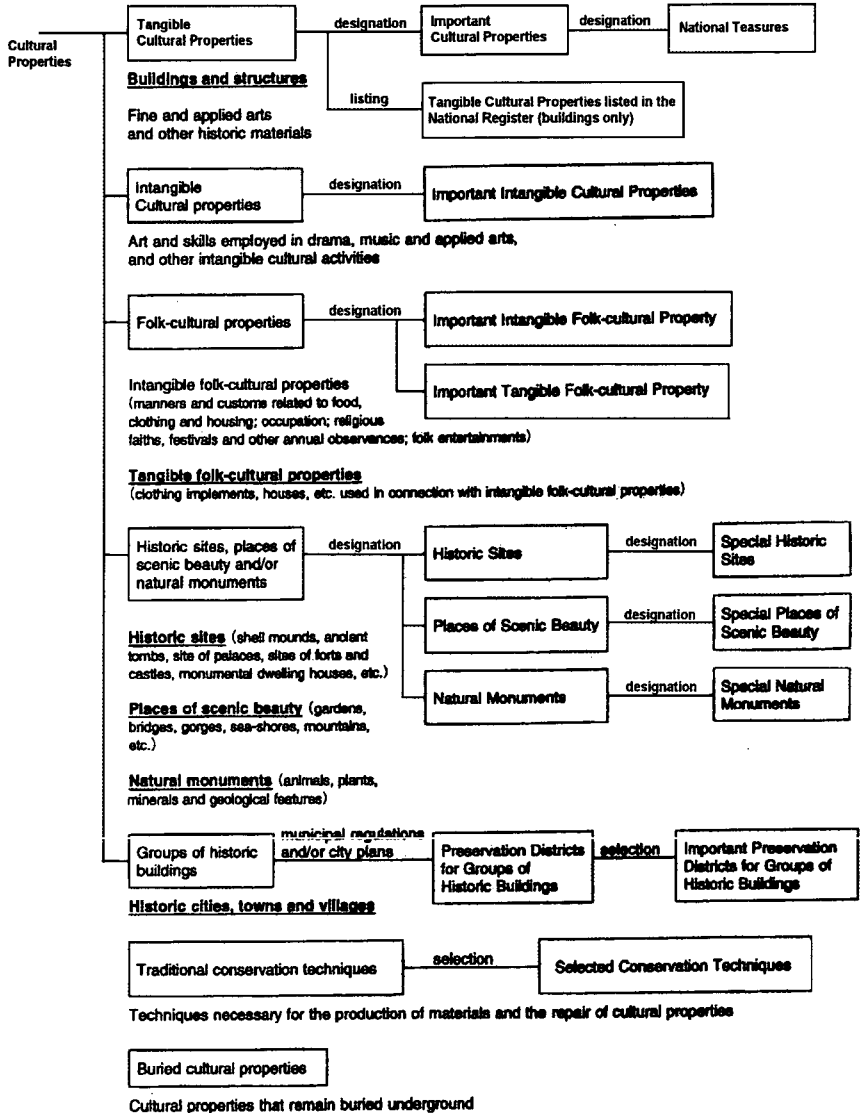 Cultural
Properties
Tangible
Cultural Properties
designation
Important
Cultural Properties
designation
National Teasures
Buildings and structures
listing
Tangible Cultural Properties listed in the
National Register (buildings only)
Fine and applied arts
and other historic materials
Intangible
Cultural properties
designation
Important Intangible Cultural Properties
Art and skills employed in drama, music and applied arts,
and other intangible cultural activities
Folk-cultural properties
designation
Important Intangible Folk-cultural Property
Important Tangible Folk-cultural Property
Intangible folk-cultural properties
(manners and customs related to food,
clothing and housing; occupation; religious
faiths, festivals and other annual observances; folk entertainments)
Tangible folk-cultural properties
(clothing implements, houses, etc. used in connection with intangible folk-cultural properties)
Historic sites, places of
scenic beauty and/or
natural monuments
designation
Historic Sites
designation
Special Historic
Sites
Places of Scenic Beauty
designation
Special Places of
Scenic Beauty
Natural Monuments
designation
Special Natural
Monuments
Historic sites (shell mounds, ancient
tombs, site of palaces, sites of forts and
castles, monumental dwelling houses, etc.)
Places of scenic beauty (gardens,
bridges, gorges, sea-shores, mountains,
etc.)
Natural monuments (animals, plants,
minerals and geological features)
Groups of historic
buildings
municipal regulations
and/or city plans
Preservation Districts
for Groups of
Historic Buildings
selection
Important Preservation
Districts for Groups of
Historic Buildings
Historic cities, towns and villages
Traditional conservation techniques
selection
Selected Conservation Techniques
Techniques necessary for the production of materials and the repair of cultural properties
Buried cultural properties
Cultural properties that remain buried underground